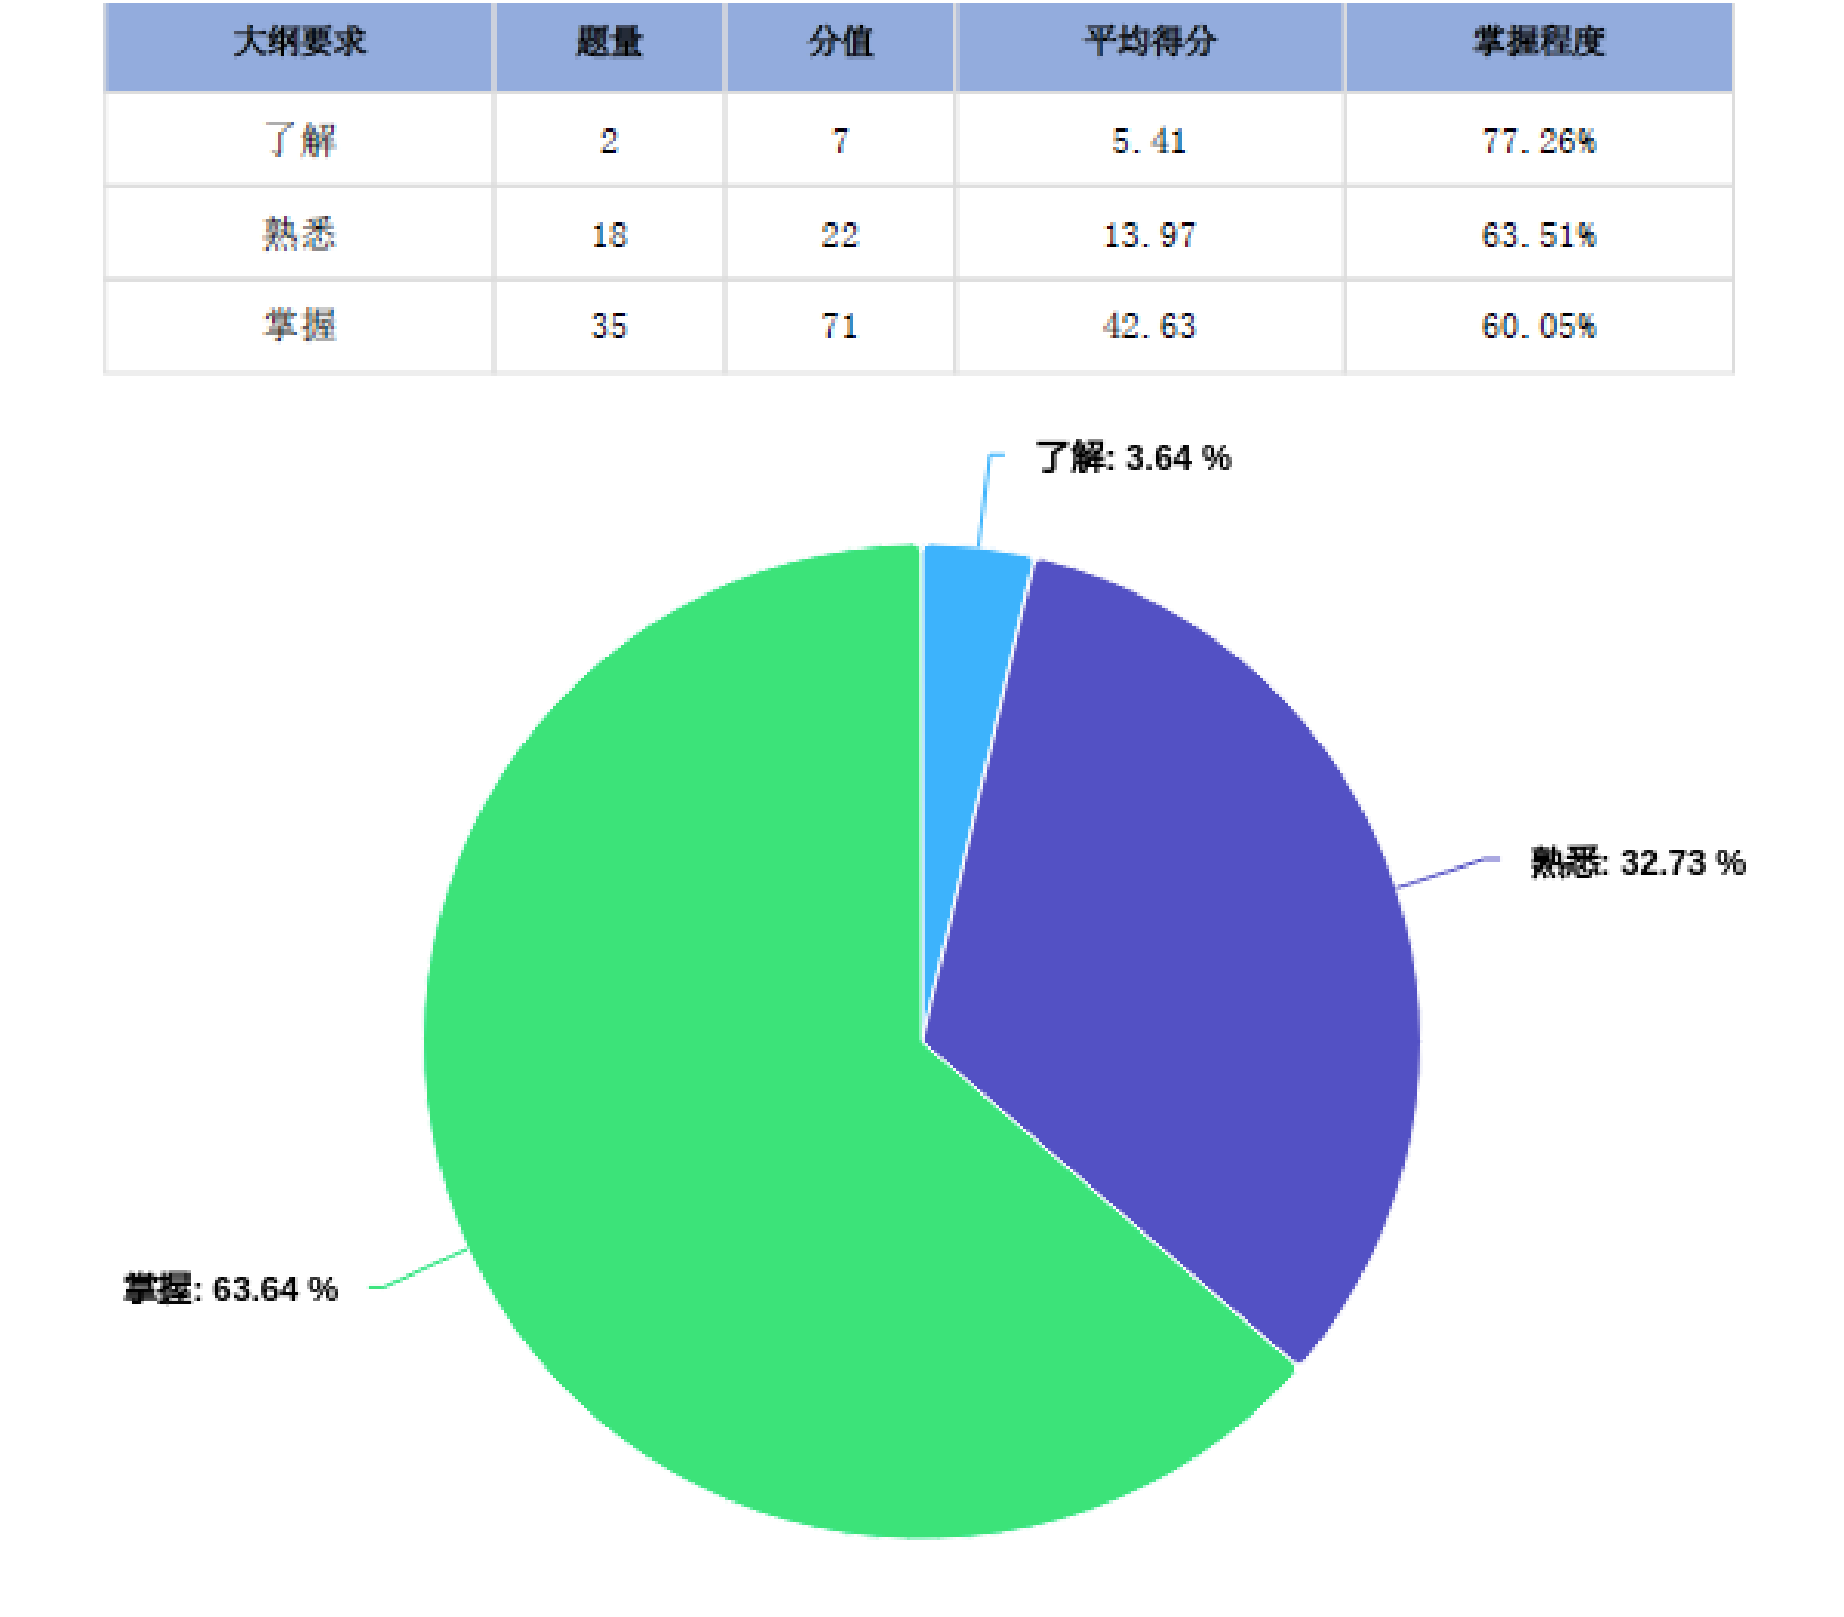 大纲要求 题量 分值 平均得分 掌握程度
了解 2 7 5.41 77.26%
熟悉 18 22 13.97 63.51%
掌握 35 71 42.63 60.05%
了解: 3.64 %
熟悉: 32.73 %
掌握: 63.64 %